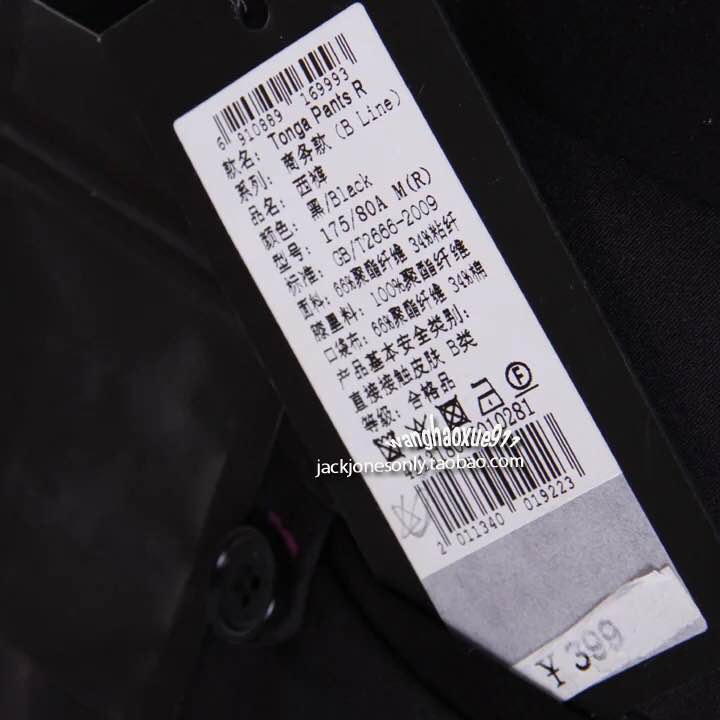 6 910889 169993
款名: Tonga Pants R
系列: 商务款 (B Line)
品名: 西裤
颜色: 黑/Black
型号: 175/80A M(R)
标准: GB/T2666-2009
面料: 66%聚酯纤维 34%粘纤
膝里料: 100%聚酯纤维
口袋布: 66%聚酯纤维 34%棉
产品基本安全类别:
直接接触皮肤 B类
等级: 合格品
F
wanghaoxue911
10281
jackjonesonly.taobao.com
2 011340 019223
¥ 399